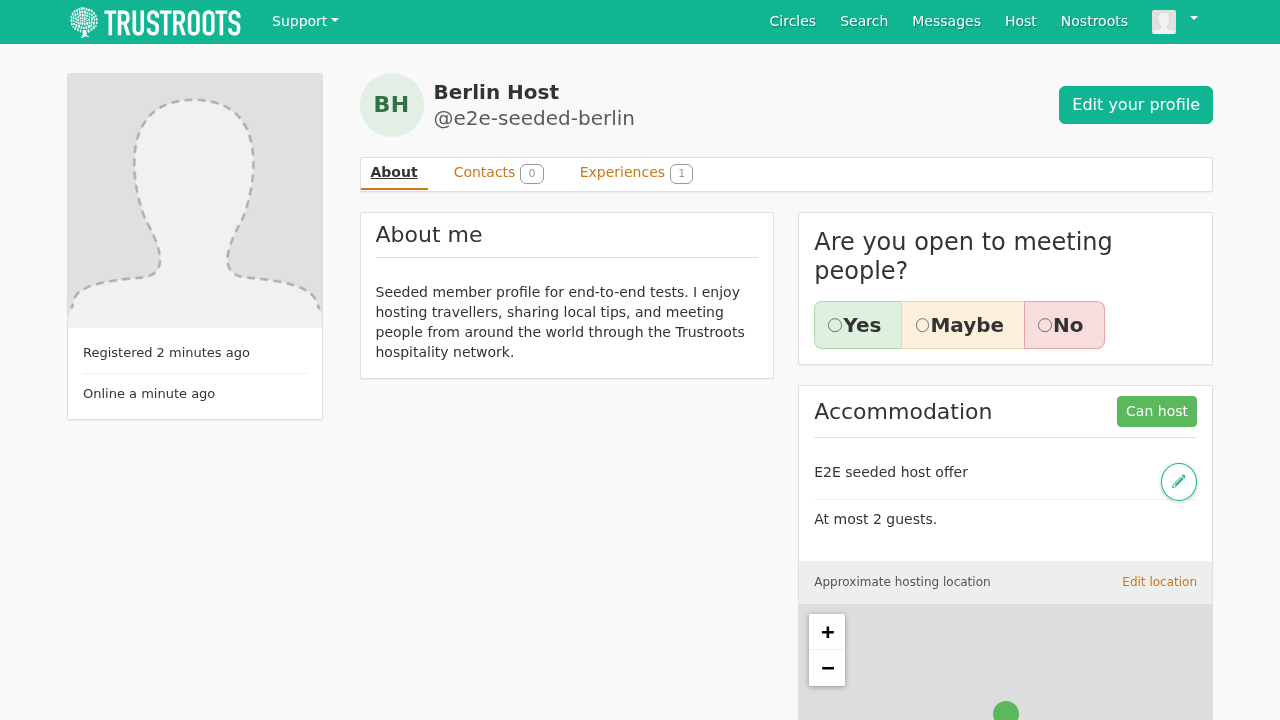 TRUSTROOTS Support Circles Search Messages Host Nostroots
BH
Berlin Host
@e2e-seeded-berlin
Edit your profile
About Contacts 0 Experiences 1
Registered 2 minutes ago
Online a minute ago
About me
Seeded member profile for end-to-end tests. I enjoy
hosting travellers, sharing local tips, and meeting
people from around the world through the Trustroots
hospitality network.
Are you open to meeting
people?
Yes Maybe No
Accommodation Can host
E2E seeded host offer
At most 2 guests.
Approximate hosting location Edit location
+
−